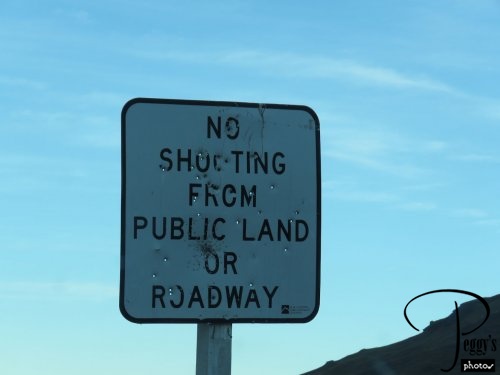 NO
SHOOTING
FROM
PUBLIC LAND
OR
ROADWAY
Peggy's
photos